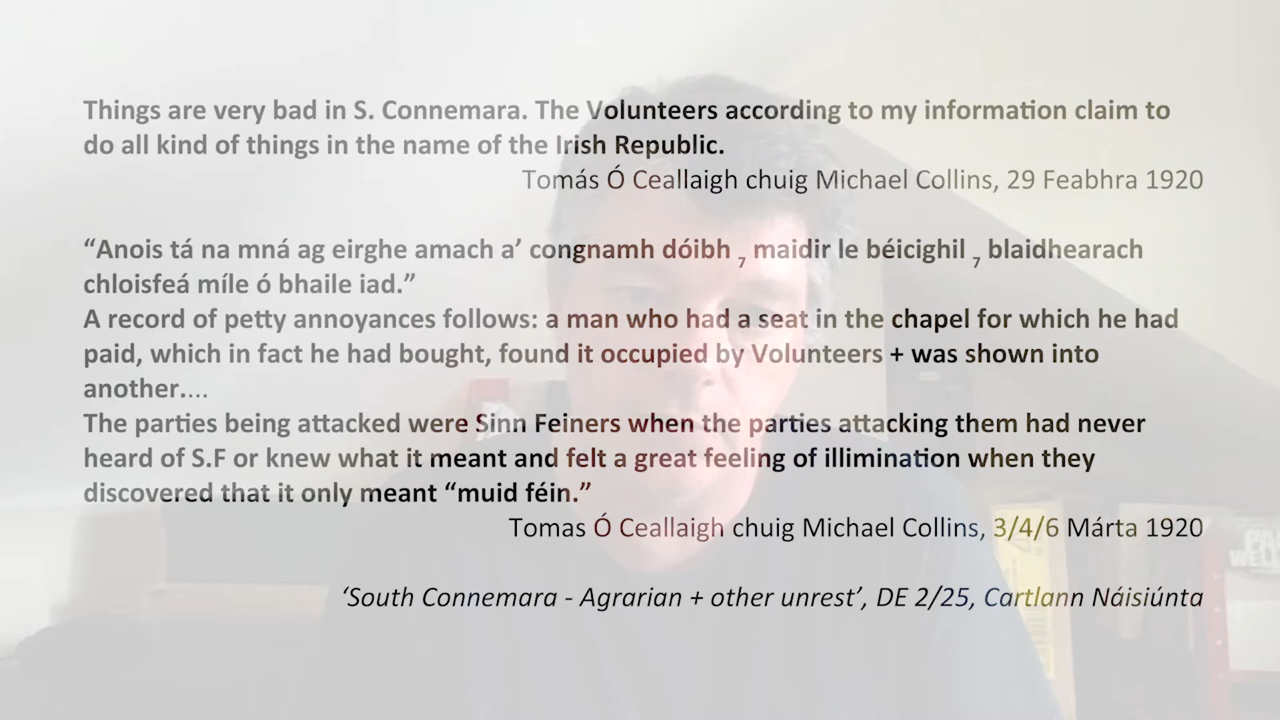 Things are very bad in S. Connemara. The Volunteers according to my information claim to
do all kind of things in the name of the Irish Republic.
Tomás Ó Ceallaigh chuig Michael Collins, 29 Feabhra 1920
“Anois tá na mná ag eirghe amach a’ congnamh dóibh ⁊ maidir le béicighil ⁊ blaidhearach
chloisfeá míle ó bhaile iad.”
A record of petty annoyances follows: a man who had a seat in the chapel for which he had
paid, which in fact he had bought, found it occupied by Volunteers + was shown into
another....
The parties being attacked were Sinn Feiners when the parties attacking them had never
heard of S.F or knew what it meant and felt a great feeling of illimination when they
discovered that it only meant “muid féin.”
Tomas Ó Ceallaigh chuig Michael Collins, 3/4/6 Márta 1920
‘South Connemara - Agrarian + other unrest’, DE 2/25, Cartlann Náisiúnta